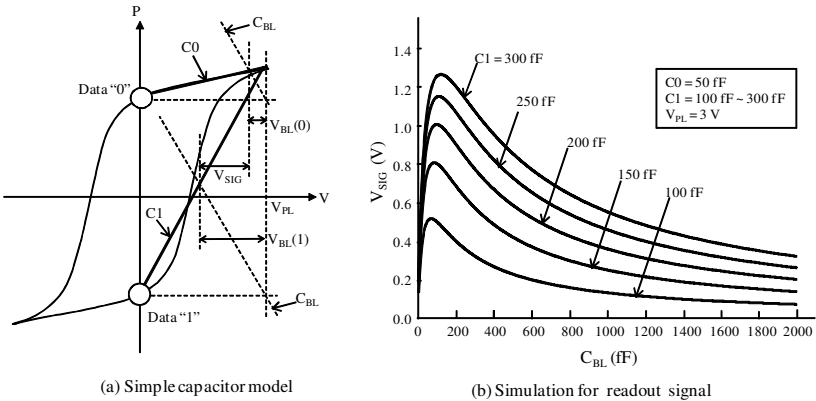 P
C_BL
C0
Data “0”
V_BL(0)
V_SIG
V
C1
V_PL
V_BL(1)
C_BL
Data “1”
(a) Simple capacitor model
1.4
1.2
1.0
0.8
0.6
0.4
0.2
0.0
V_SIG (V)
C1 = 300 fF
250 fF
200 fF
150 fF
100 fF
C0 = 50 fF
C1 = 100 fF ~ 300 fF
V_PL = 3 V
0 200 400 600 800 1000 1200 1400 1600 1800 2000
C_BL (fF)
(b) Simulation for readout signal